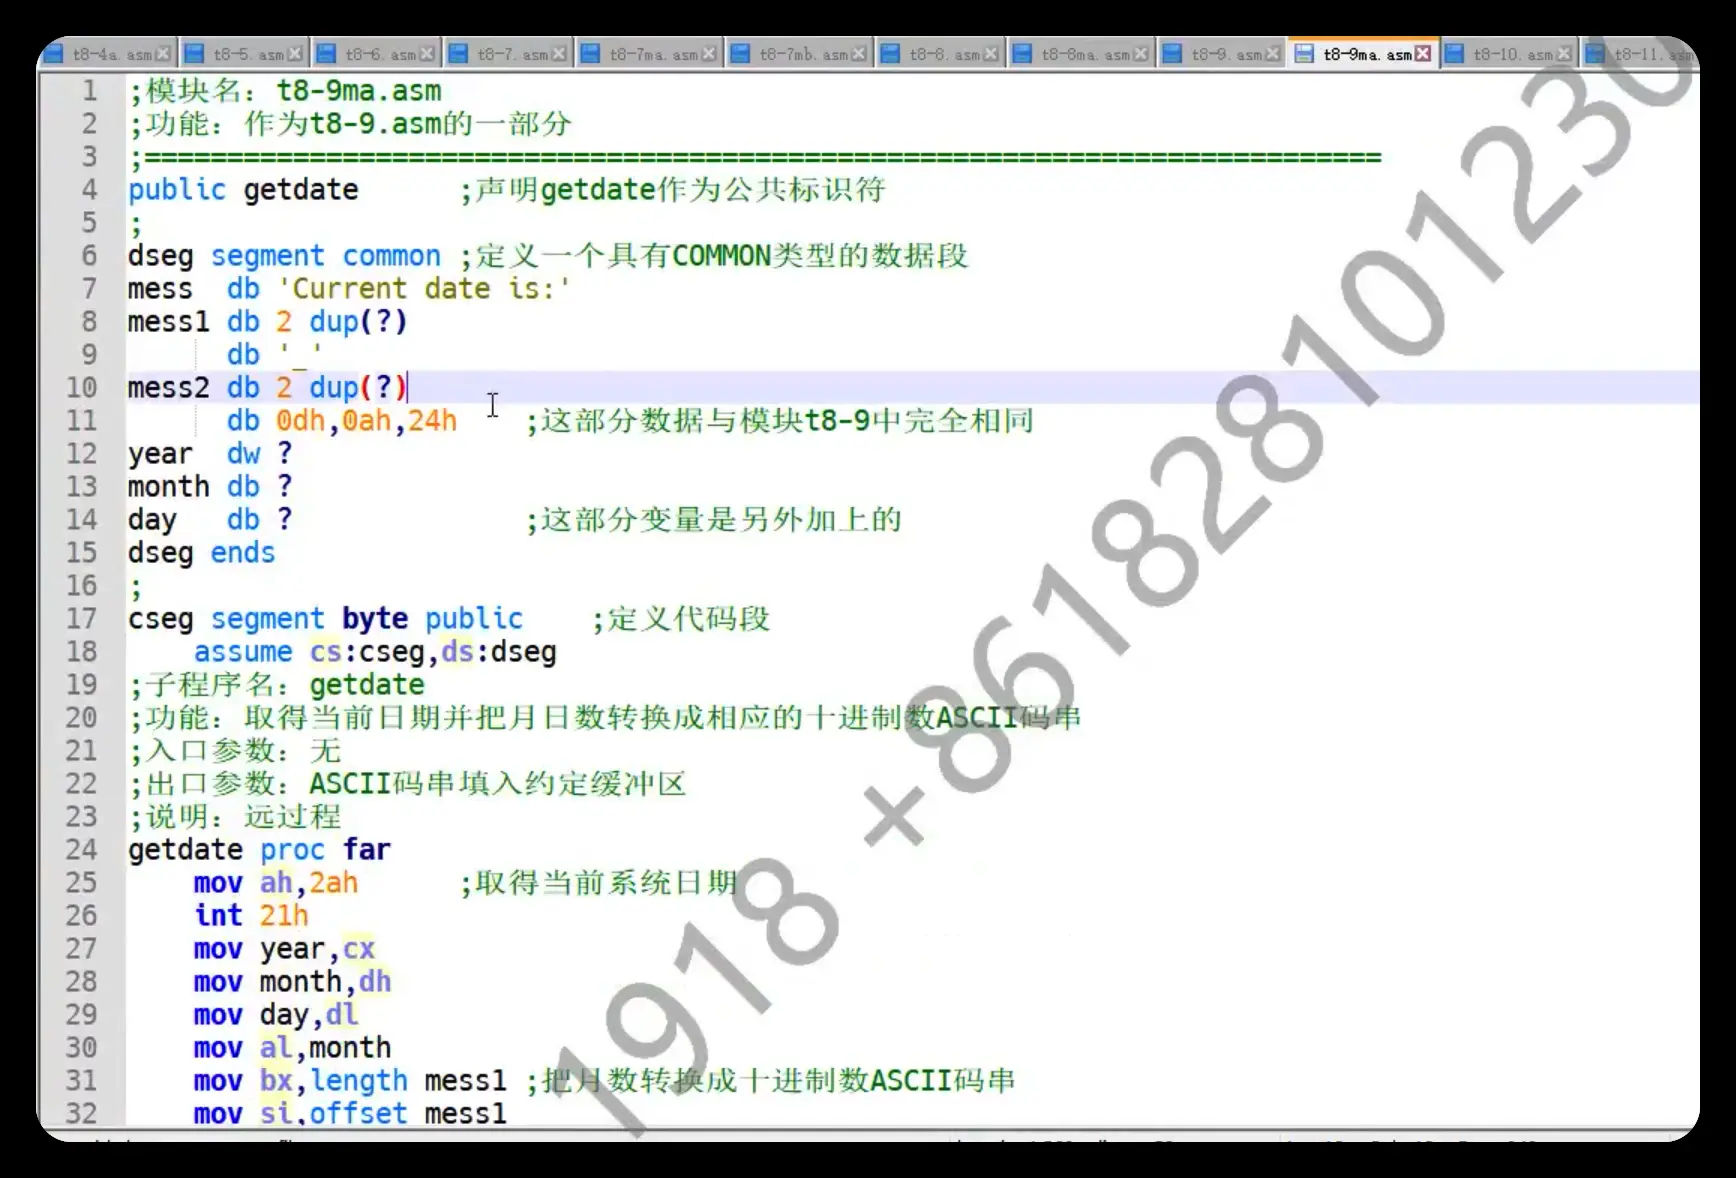 t8-4a.asm t8-5.asm t8-6.asm t8-7.asm t8-7ma.asm t8-7mb.asm t8-8.asm t8-8ma.asm t8-9.asm t8-9ma.asm t8-10.asm t8-11.asm
1 ;模块名: t8-9ma.asm
2 ;功能: 作为t8-9.asm的一部分
3 ;===========================================================================
4 public getdate ;声明getdate作为公共标识符
5 ;
6 dseg segment common ;定义一个具有COMMON类型的数据段
7 mess db 'Current date is:'
8 mess1 db 2 dup(?)
9 db '_'
10 mess2 db 2 dup(?)
11 db 0dh,0ah,24h ;这部分数据与模块t8-9中完全相同
12 year dw ?
13 month db ?
14 day db ? ;这部分变量是另外加上的
15 dseg ends
16 ;
17 cseg segment byte public ;定义代码段
18 assume cs:cseg,ds:dseg
19 ;子程序名: getdate
20 ;功能: 取得当前日期并把月日数转换成相应的十进制数ASCII码串
21 ;入口参数: 无
22 ;出口参数: ASCII码串填入约定缓冲区
23 ;说明: 远过程
24 getdate proc far
25 mov ah,2ah ;取得当前系统日期
26 int 21h
27 mov year,cx
28 mov month,dh
29 mov day,dl
30 mov al,month
31 mov bx,length mess1 ;把月数转换成十进制数ASCII码串
32 mov si,offset mess1
1918 +861828101230